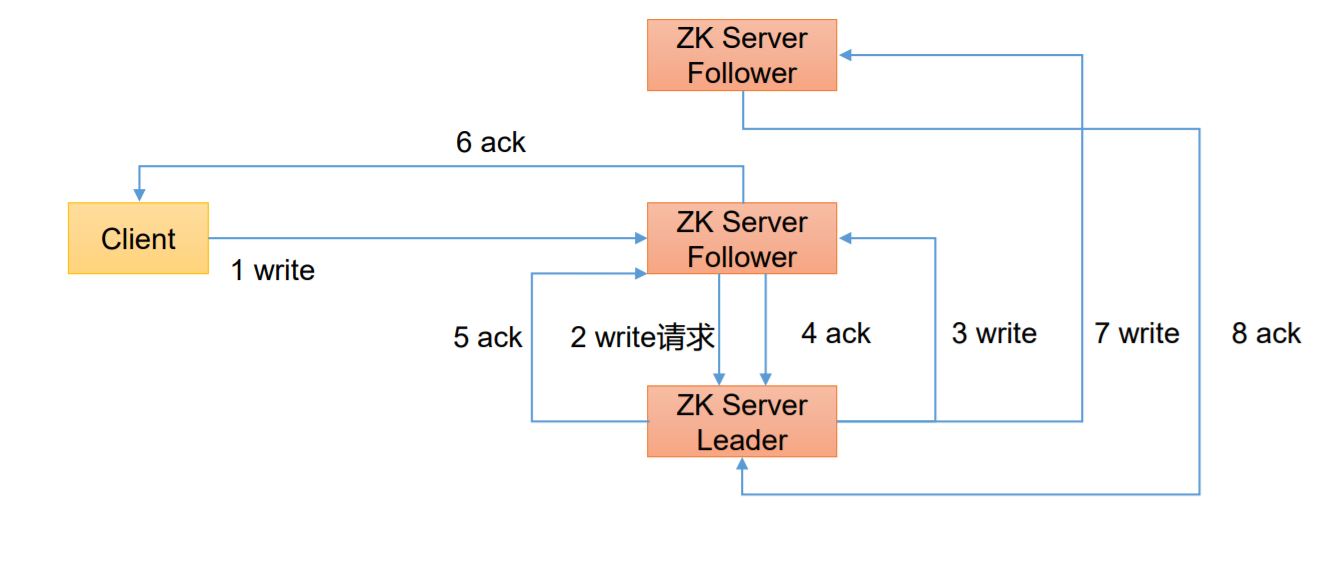 ZK Server
Follower
6 ack
Client
ZK Server
Follower
1 write
5 ack
2 write请求
4 ack
3 write
7 write
8 ack
ZK Server
Leader